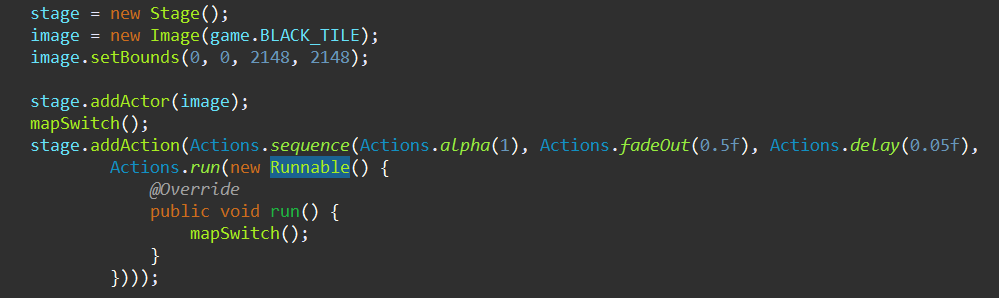 stage = new Stage();
image = new Image(game.BLACK_TILE);
image.setBounds(0, 0, 2148, 2148);
stage.addActor(image);
mapSwitch();
stage.addAction(Actions.sequence(Actions.alpha(1), Actions.fadeOut(0.5f), Actions.delay(0.05f),
Actions.run(new Runnable() {
@Override
public void run() {
mapSwitch();
}
})));